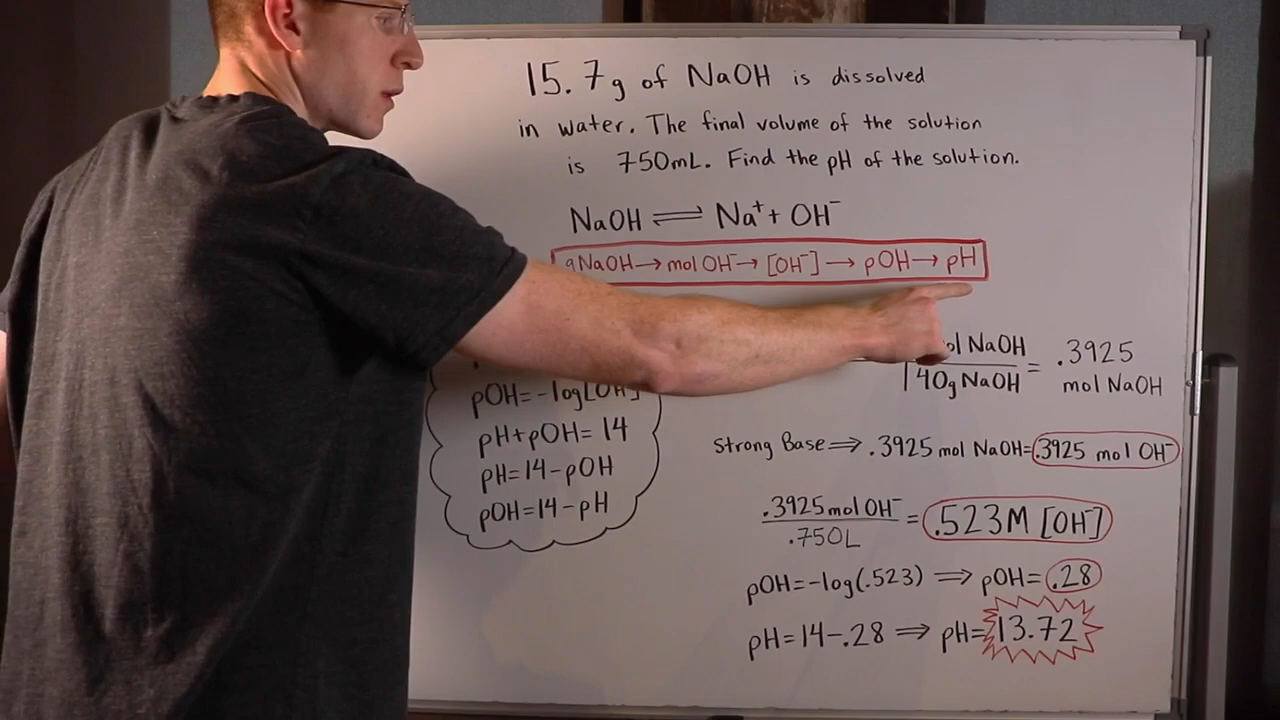 15.7g of NaOH is dissolved
in water. The final volume of the solution
is 750mL. Find the pH of the solution.
NaOH ⇌ Na⁺ + OH⁻
gNaOH → mol OH⁻ → [OH⁻] → pOH → pH
NaOH
40g NaOH
= .3925
mol NaOH
pOH = -log[OH⁻]
pH + pOH = 14
pH = 14 - pOH
pOH = 14 - pH
Strong Base ⇒ .3925 mol NaOH = .3925 mol OH⁻
.3925 mol OH⁻
.750L
= .523M [OH⁻]
pOH = -log(.523) ⇒ pOH = .28
pH = 14 - .28 ⇒ pH = 13.72